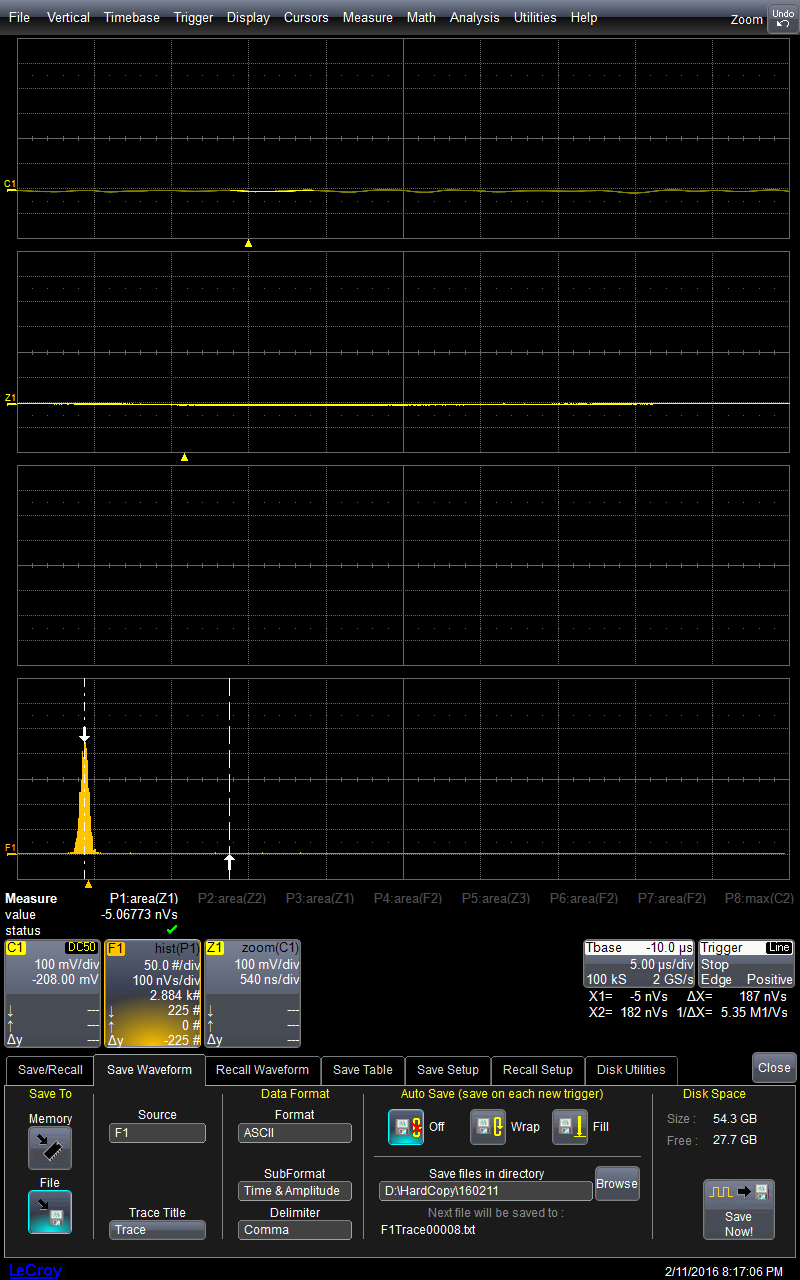 File Vertical Timebase Trigger Display Cursors Measure Math Analysis Utilities Help Zoom Undo
C1
Z1
F1
Measure P1:area(Z1) P2:area(Z2) P3:area(Z1) P4:area(F2) P5:area(Z3) P6:area(F2) P7:area(F2) P8:max(C2)
value -5.06773 nVs
status
C1 DC50
100 mV/div
-208.00 mV
---
---
Δy ---
F1 hist(P1)
50.0 #/div
100 nVs/div
2.884 k#
↓ 225 #
↑ 0 #
Δy -225 #
Z1 zoom(C1)
100 mV/div
540 ns/div
---
---
Δy ---
Tbase -10.0 µs
5.00 µs/div
100 kS 2 GS/s
Trigger Line
Stop
Edge Positive
X1= -5 nVs ΔX= 187 nVs
X2= 182 nVs 1/ΔX= 5.35 M1/Vs
Save/Recall Save Waveform Recall Waveform Save Table Save Setup Recall Setup Disk Utilities Close
Save To
Memory
File
Source
F1
Trace Title
Trace
Data Format
Format
ASCII
SubFormat
Time & Amplitude
Delimiter
Comma
Auto Save (save on each new trigger)
Off Wrap Fill
Save files in directory
D:\HardCopy\160211 Browse
Next file will be saved to :
F1Trace00008.txt
Disk Space
Size : 54.3 GB
Free : 27.7 GB
Save
Now!
LeCroy 2/11/2016 8:17:06 PM